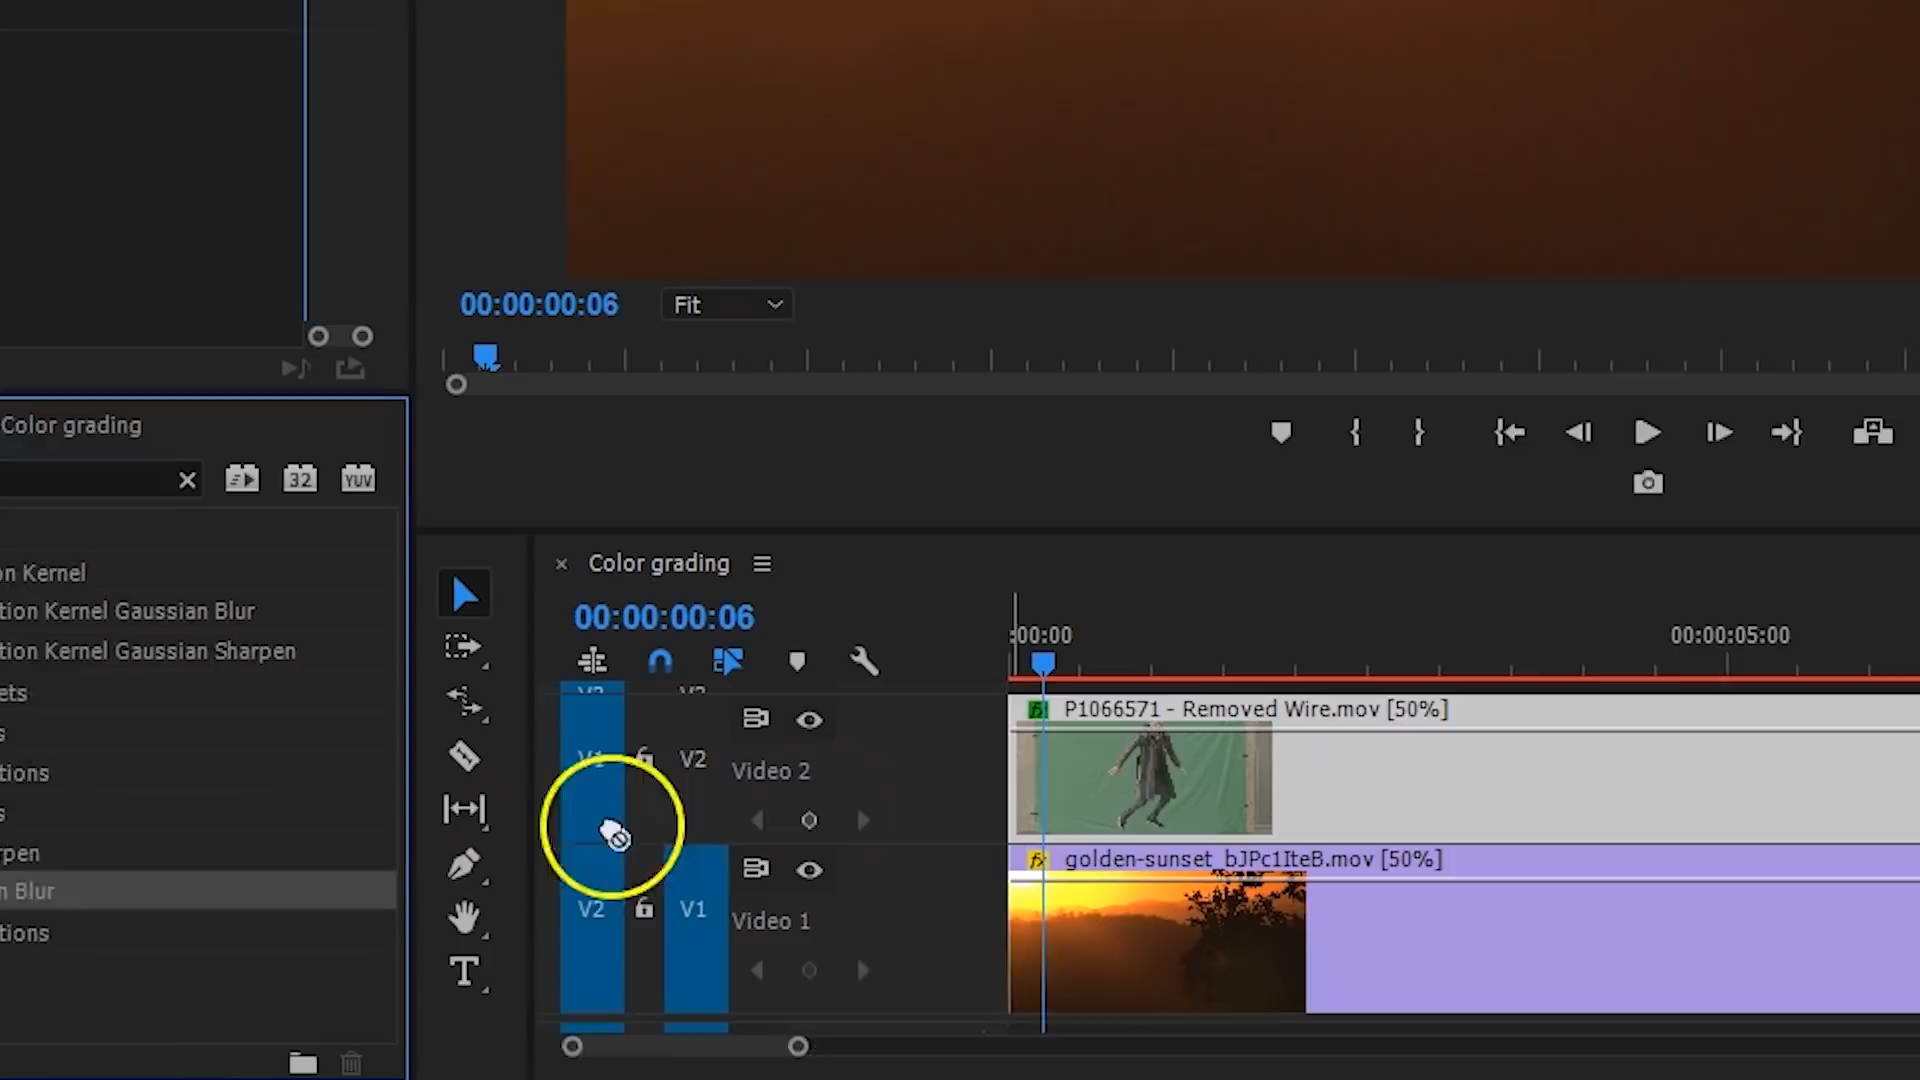 00:00:00:06
Fit
Color grading
32
YUV
on Kernel
tion Kernel Gaussian Blur
tion Kernel Gaussian Sharpen
ets
s
tions
s
rpen
n Blur
tions
Color grading
00:00:00:06
:00:00
00:00:05:00
P1066571 - Removed Wire.mov [50%]
V1
V2
Video 2
golden-sunset_bJPc1IteB.mov [50%]
V2
V1
Video 1